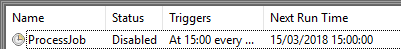 Name Status Triggers Next Run Time
ProcessJob Disabled At 15:00 every ... 15/03/2018 15:00:00